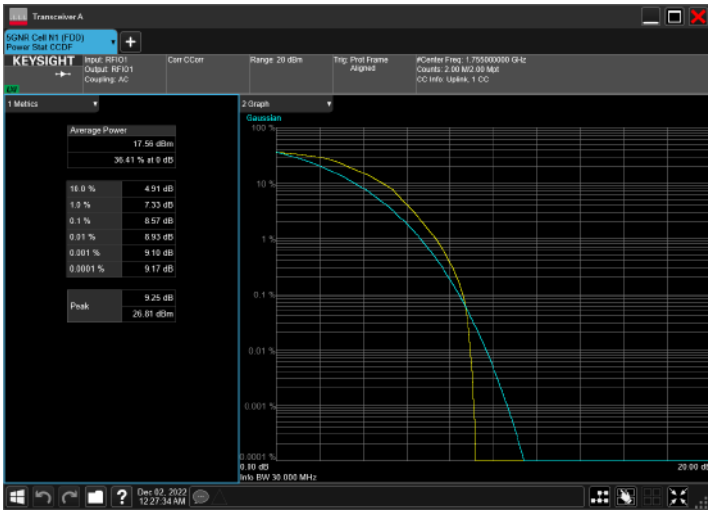 Transceiver A
5GNR Cell N1 (FDD)
Power Stat CCDF
KEYSIGHT
Input: RFIO1
Output: RFIO1
Coupling: AC
Corr CCorr
Range: 20 dBm
Trig: Prot Frame
Aligned
#Center Freq: 1.755000000 GHz
Counts: 2.00 M/2.00 Mpt
CC Info: Uplink, 1 CC
1 Metrics
Average Power
17.56 dBm
36.41 % at 0 dB
10.0 % 4.91 dB
1.0 % 7.33 dB
0.1 % 8.57 dB
0.01 % 8.93 dB
0.001 % 9.10 dB
0.0001 % 9.17 dB
Peak
9.25 dB
26.81 dBm
2 Graph
Gaussian
100 %
10 %
1 %
0.1 %
0.01 %
0.001 %
0.0001 %
0.00 dB 20.00 dB
Info BW 30.000 MHz
?
Dec 02, 2022
12:27:34 AM